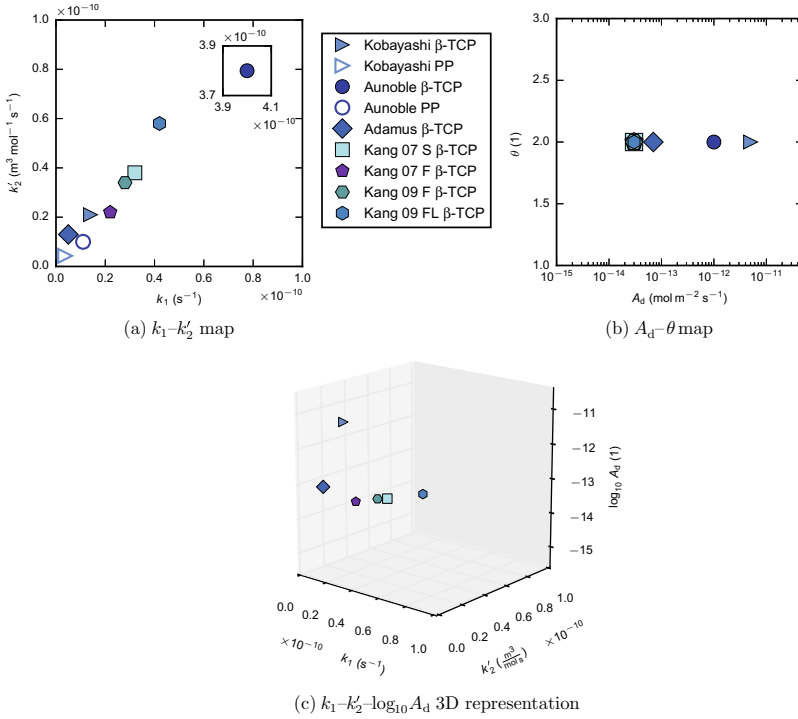 ×10⁻¹⁰
1.0
0.8
0.6
0.4
0.2
0.0
k₂′ (m³ mol⁻¹ s⁻¹)
0.0 0.2 0.4 0.6 0.8 1.0
k₁ (s⁻¹)
×10⁻¹⁰
×10⁻¹⁰
3.9
3.7
3.9 4.1
×10⁻¹⁰
(a) k₁–k₂′ map
Kobayashi β-TCP
Kobayashi PP
Aunoble β-TCP
Aunoble PP
Adamus β-TCP
Kang 07 S β-TCP
Kang 07 F β-TCP
Kang 09 F β-TCP
Kang 09 FL β-TCP
3.0
2.5
2.0
1.5
1.0
θ (1)
10⁻¹⁵ 10⁻¹⁴ 10⁻¹³ 10⁻¹² 10⁻¹¹
A_d (mol m⁻² s⁻¹)
(b) A_d–θ map
−11
−12
−13
−14
−15
log₁₀ A_d (1)
0.0 0.2 0.4 0.6 0.8 1.0
×10⁻¹⁰
k₁ (s⁻¹)
0.0 0.2 0.4 0.6 0.8 1.0
×10⁻¹⁰
k₂′ (m³/mol s)
(c) k₁–k₂′–log₁₀A_d 3D representation